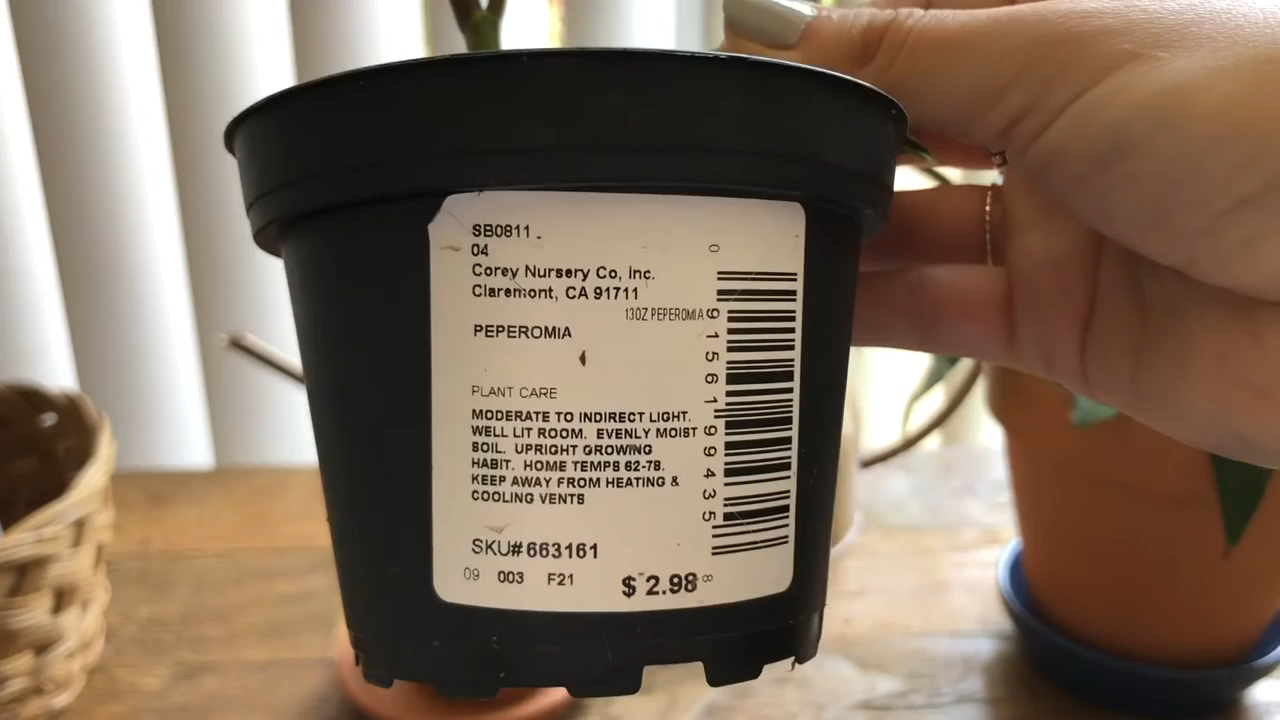 SB0811
04
Corey Nursery Co, Inc.
Claremont, CA 91711
13OZ PEPEROMIA
PEPEROMIA
PLANT CARE
MODERATE TO INDIRECT LIGHT.
WELL LIT ROOM. EVENLY MOIST
SOIL. UPRIGHT GROWING
HABIT. HOME TEMPS 62-78.
KEEP AWAY FROM HEATING &
COOLING VENTS
SKU#663161
09 003 F21
$ 2.98
0 91561 99435 8